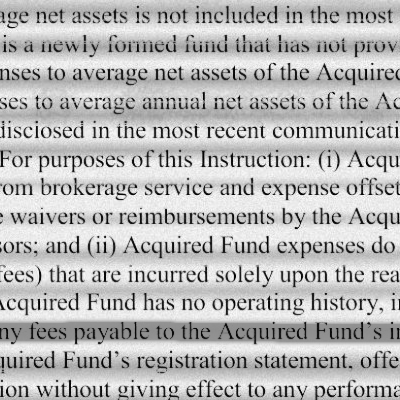 age net assets is not included in the most
is a newly formed fund that has not prov
nses to average net assets of the Acquired
ses to average annual net assets of the Ac
disclosed in the most recent communicati
For purposes of this Instruction: (i) Acqu
rom brokerage service and expense offset
e waivers or reimbursements by the Acqu
sors; and (ii) Acquired Fund expenses do
fees) that are incurred solely upon the rea
Acquired Fund has no operating history, i
ny fees payable to the Acquired Fund's i
quired Fund's registration statement, offe
ion without giving effect to any performa